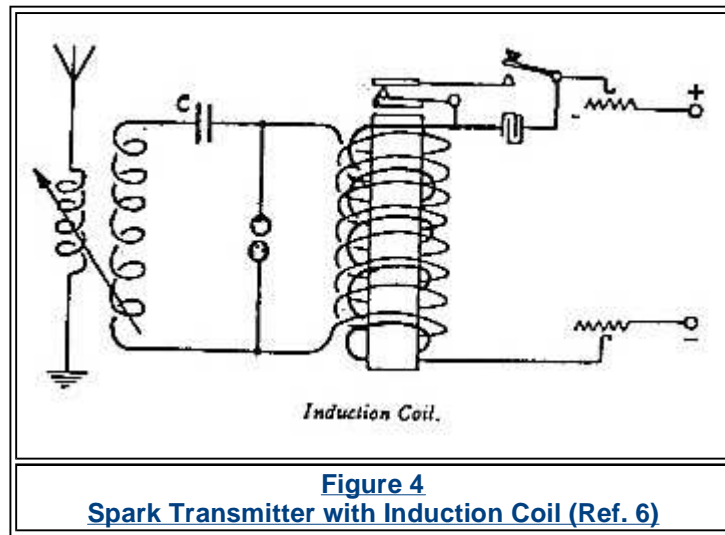 C
+
-
Induction Coil.
Figure 4
Spark Transmitter with Induction Coil (Ref. 6)